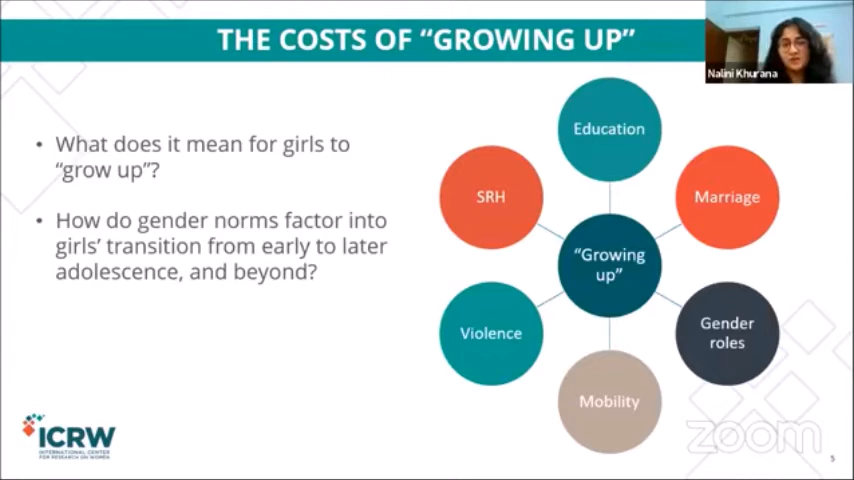 THE COSTS OF “GROWING UP”
Nalini Khurana
• What does it mean for girls to
“grow up”?
• How do gender norms factor into
girls’ transition from early to later
adolescence, and beyond?
Education
SRH
Marriage
“Growing
up”
Violence
Gender
roles
Mobility
ICRW
INTERNATIONAL CENTER
FOR RESEARCH ON WOMEN
zoom
5